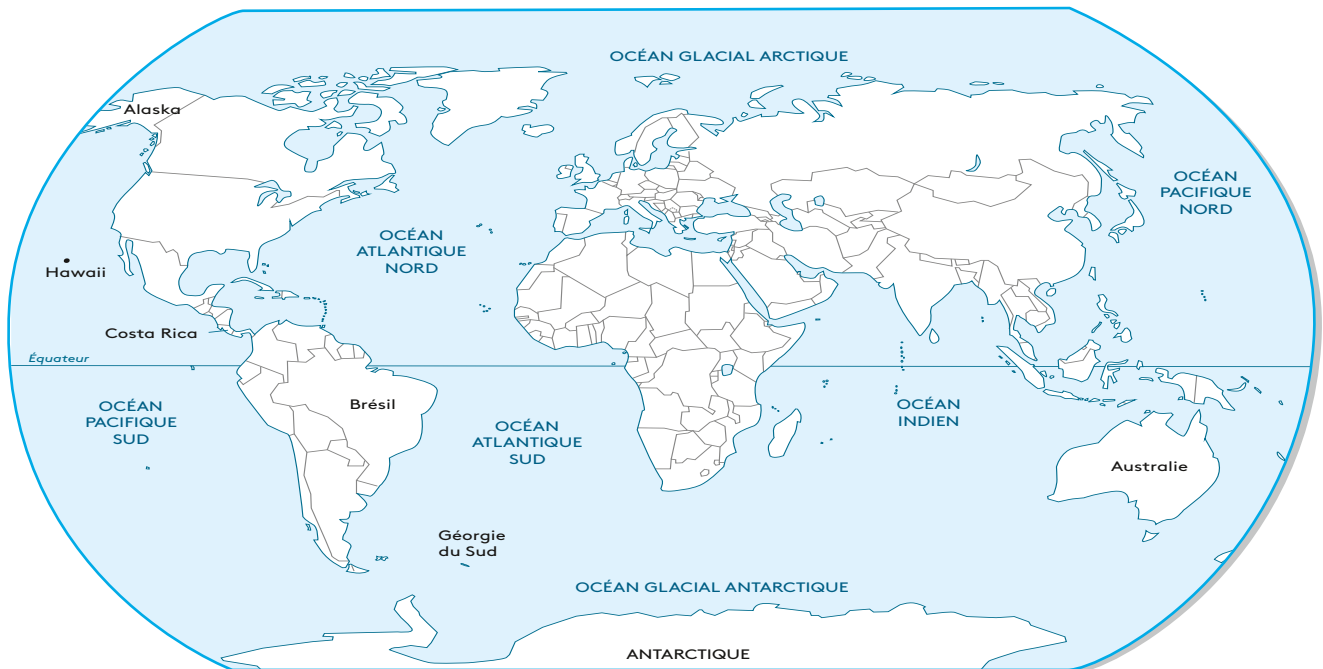 OCÉAN GLACIAL ARCTIQUE
Alaska
OCÉAN
PACIFIQUE
NORD
OCÉAN
ATLANTIQUE
NORD
Hawaii
Costa Rica
Équateur
OCÉAN
PACIFIQUE
SUD
Brésil
OCÉAN
ATLANTIQUE
SUD
OCÉAN
INDIEN
Australie
Géorgie
du Sud
OCÉAN GLACIAL ANTARCTIQUE
ANTARCTIQUE